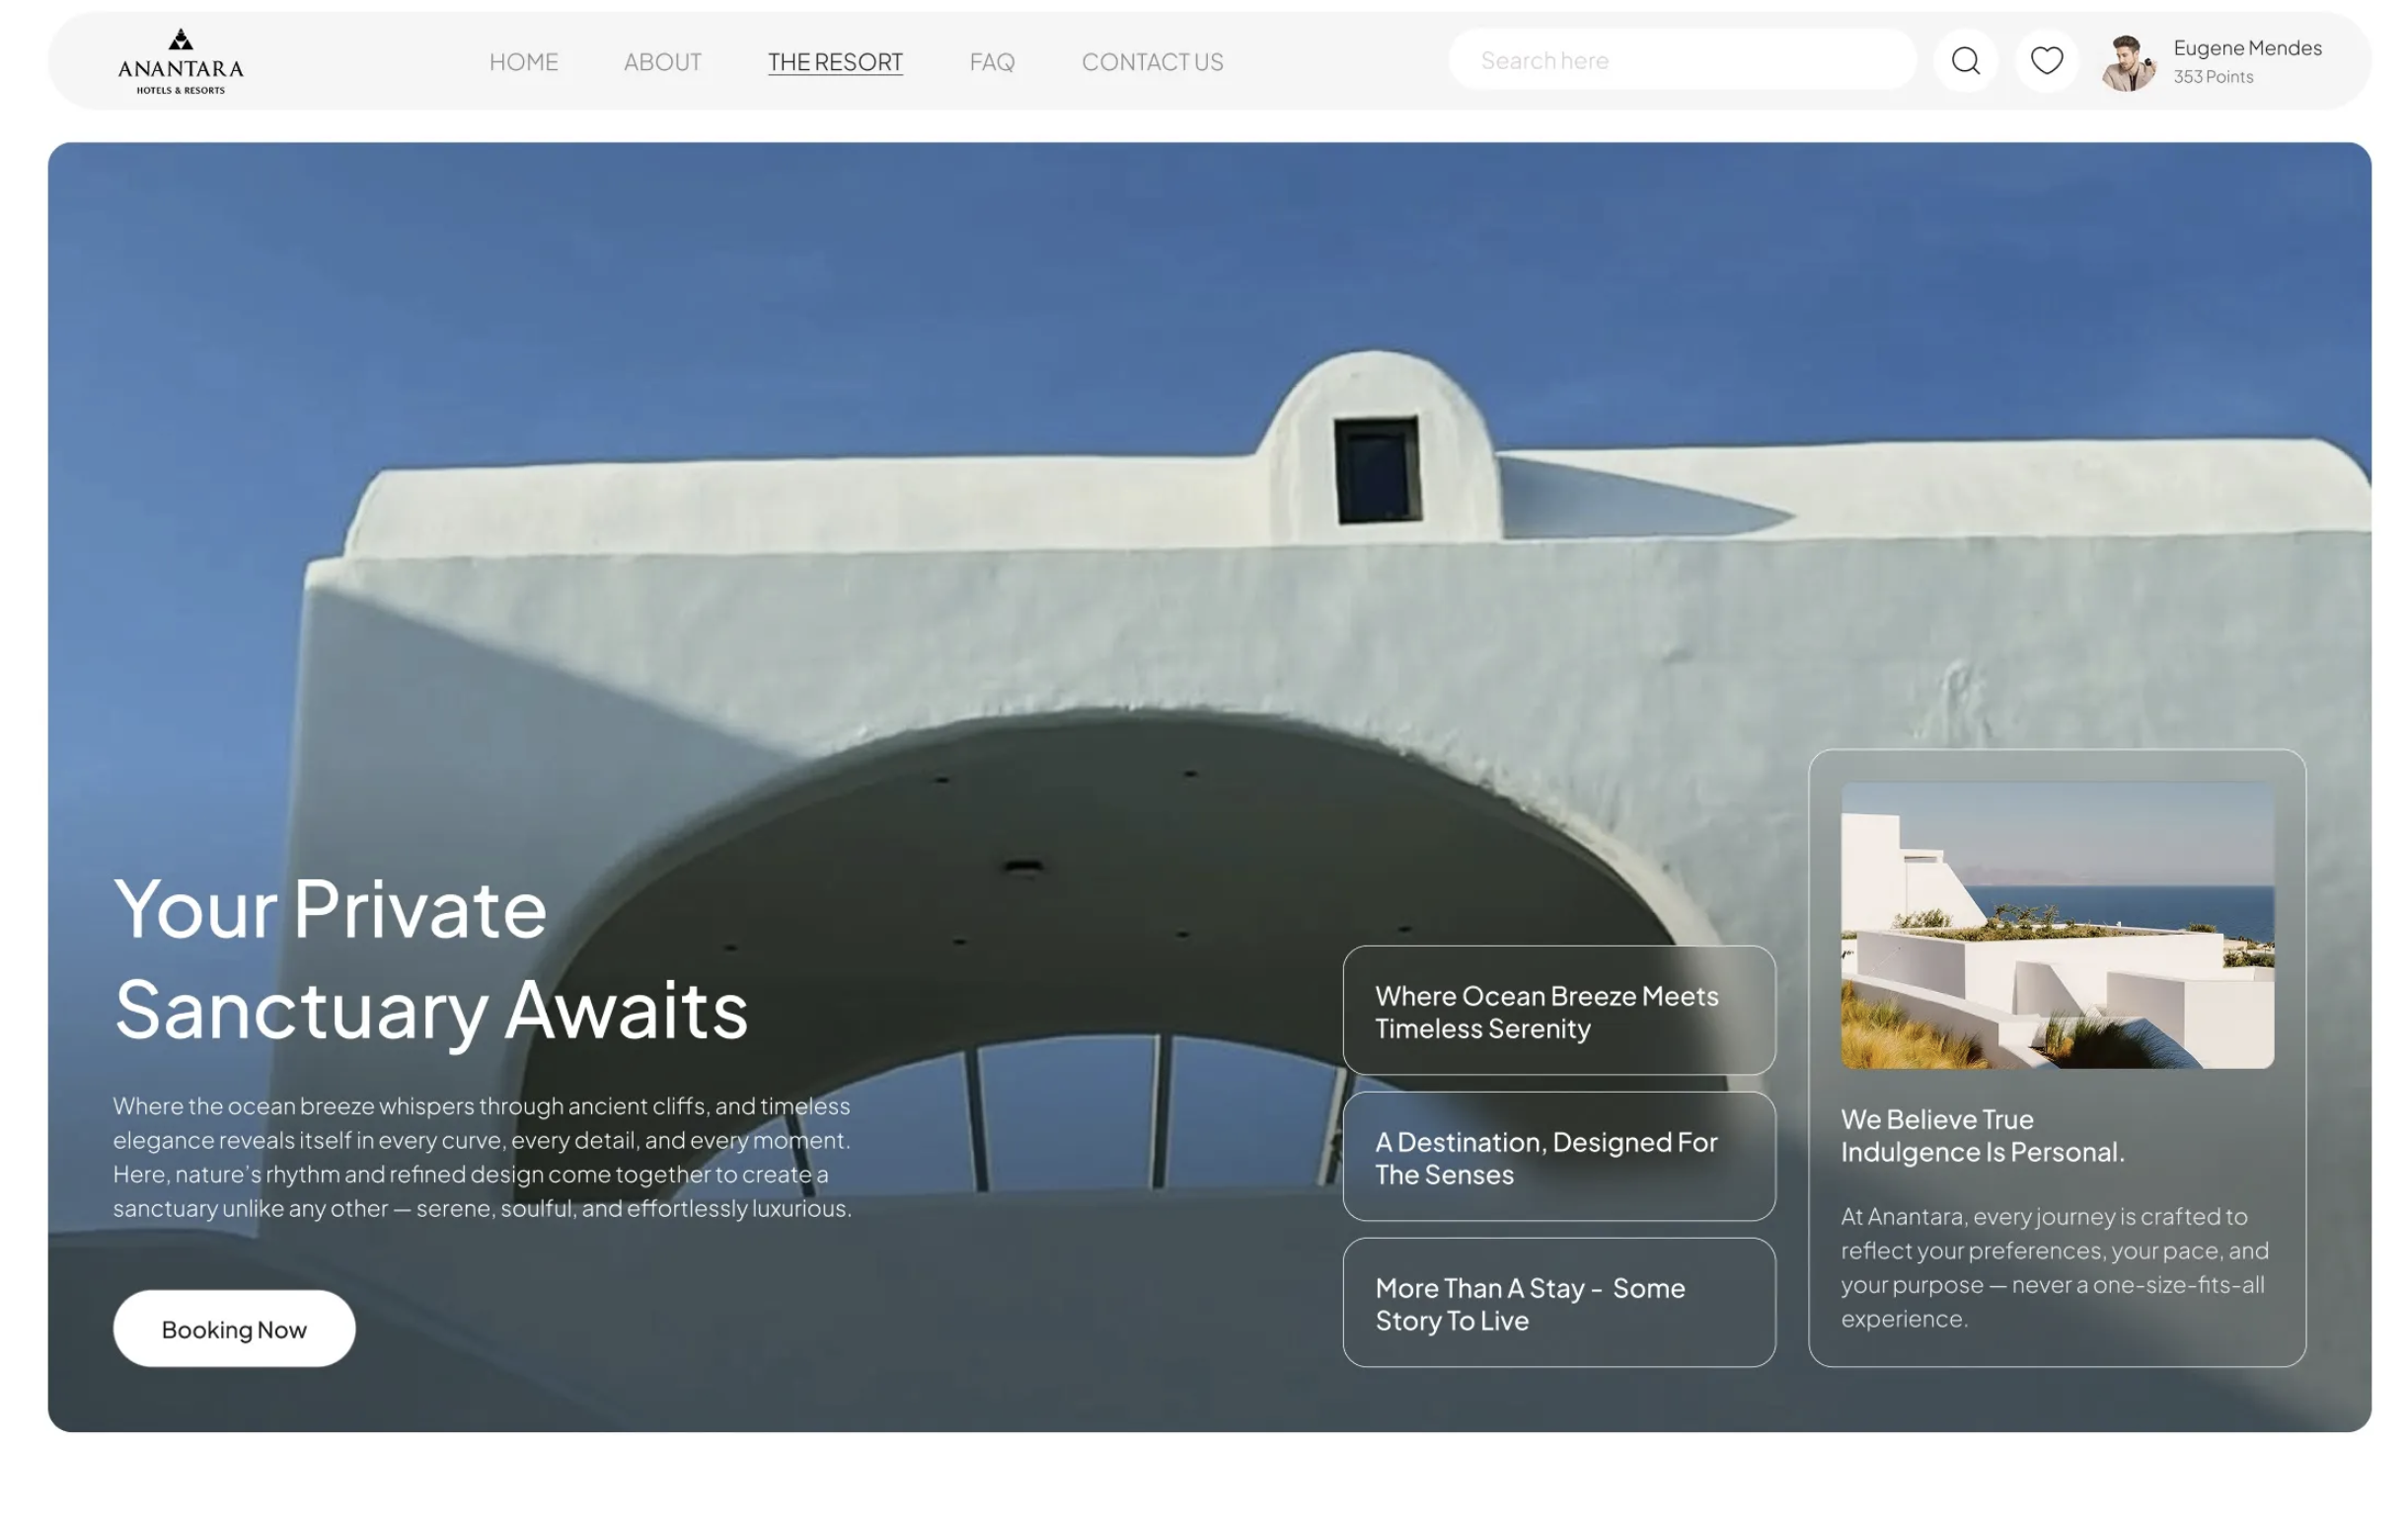 ANANTARA
HOTELS & RESORTS
HOME
ABOUT
THE RESORT
FAQ
CONTACT US
Search here
Eugene Mendes
353 Points
Your Private
Sanctuary Awaits
Where the ocean breeze whispers through ancient cliffs, and timeless
elegance reveals itself in every curve, every detail, and every moment.
Here, nature’s rhythm and refined design come together to create a
sanctuary unlike any other — serene, soulful, and effortlessly luxurious.
Booking Now
Where Ocean Breeze Meets
Timeless Serenity
A Destination, Designed For
The Senses
More Than A Stay - Some
Story To Live
We Believe True
Indulgence Is Personal.
At Anantara, every journey is crafted to
reflect your preferences, your pace, and
your purpose — never a one-size-fits-all
experience.